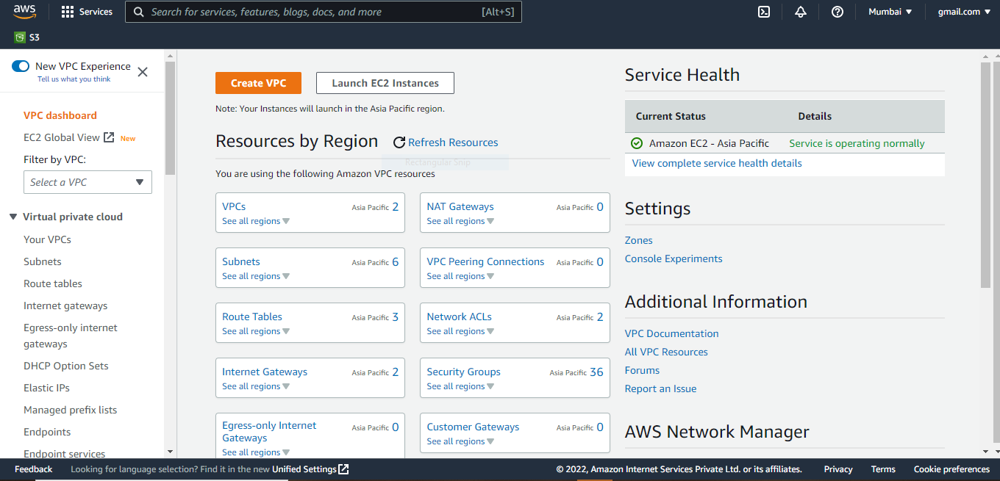 aws
Services
Search for services, features, blogs, docs, and more
[Alt+S]
Mumbai
gmail.com
S3
New VPC Experience
Tell us what you think
VPC dashboard
EC2 Global View New
Filter by VPC:
Select a VPC
Virtual private cloud
Your VPCs
Subnets
Route tables
Internet gateways
Egress-only internet
gateways
DHCP Option Sets
Elastic IPs
Managed prefix lists
Endpoints
Endpoint services
Create VPC
Launch EC2 Instances
Note: Your Instances will launch in the Asia Pacific region.
Resources by Region
Refresh Resources
Rectangular Snip
You are using the following Amazon VPC resources
VPCs Asia Pacific 2
See all regions
NAT Gateways Asia Pacific 0
See all regions
Subnets Asia Pacific 6
See all regions
VPC Peering Connections Asia Pacific 0
See all regions
Route Tables Asia Pacific 3
See all regions
Network ACLs Asia Pacific 2
See all regions
Internet Gateways Asia Pacific 2
See all regions
Security Groups Asia Pacific 36
See all regions
Egress-only Internet Asia Pacific 0
Gateways
See all regions
Customer Gateways Asia Pacific 0
See all regions
Service Health
Current Status Details
Amazon EC2 - Asia Pacific Service is operating normally
View complete service health details
Settings
Zones
Console Experiments
Additional Information
VPC Documentation
All VPC Resources
Forums
Report an Issue
AWS Network Manager
Feedback
Looking for language selection? Find it in the new Unified Settings
© 2022, Amazon Internet Services Private Ltd. or its affiliates.
Privacy
Terms
Cookie preferences